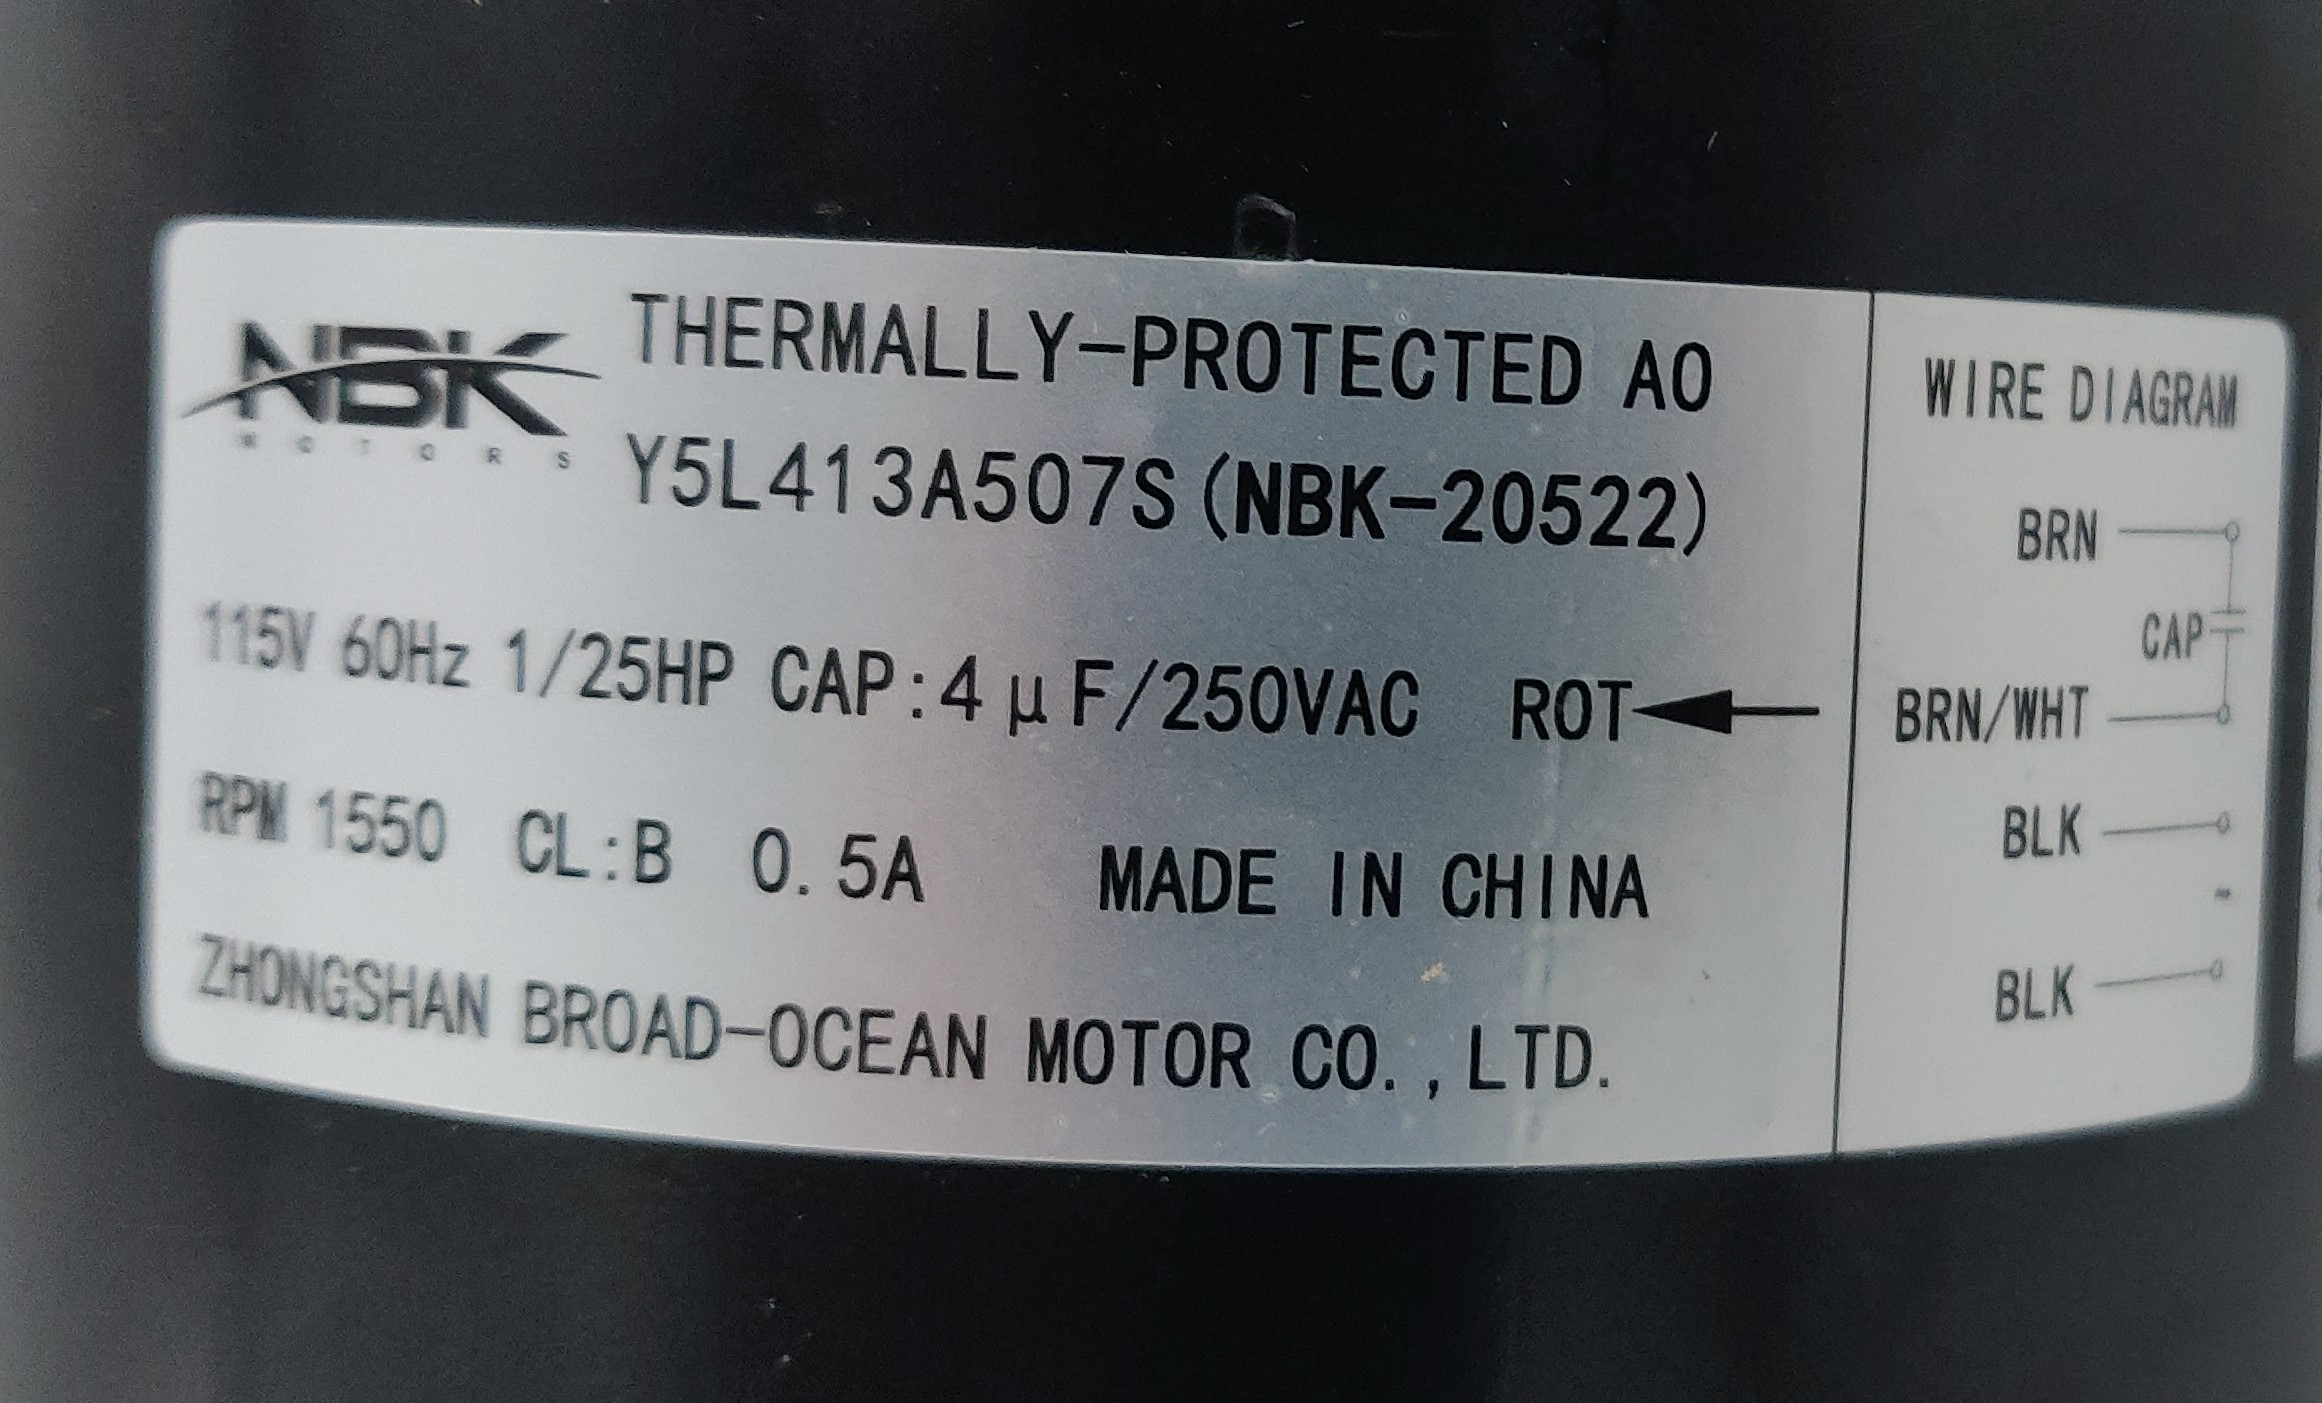 NBK
MOTORS
THERMALLY-PROTECTED AO
Y5L413A507S(NBK-20522)
115V 60Hz 1/25HP CAP:4μF/250VAC ROT
RPM 1550 CL:B 0.5A MADE IN CHINA
ZHONGSHAN BROAD-OCEAN MOTOR CO.,LTD.
WIRE DIAGRAM
BRN
CAP
BRN/WHT
BLK
~
BLK